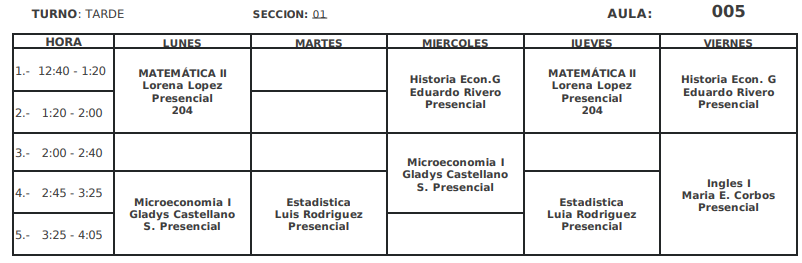 TURNO: TARDE SECCION: 01 AULA: 005
HORA LUNES MARTES MIERCOLES JUEVES VIERNES
1.- 12:40 - 1:20
2.- 1:20 - 2:00
3.- 2:00 - 2:40
4.- 2:45 - 3:25
5.- 3:25 - 4:05
MATEMÁTICA II
Lorena Lopez
Presencial
204
Microeconomia I
Gladys Castellano
S. Presencial
Estadistica
Luis Rodriguez
Presencial
Historia Econ.G
Eduardo Rivero
Presencial
Microeconomia I
Gladys Castellano
S. Presencial
MATEMÁTICA II
Lorena Lopez
Presencial
204
Estadistica
Luia Rodriguez
Presencial
Historia Econ. G
Eduardo Rivero
Presencial
Ingles I
Maria E. Corbos
Presencial